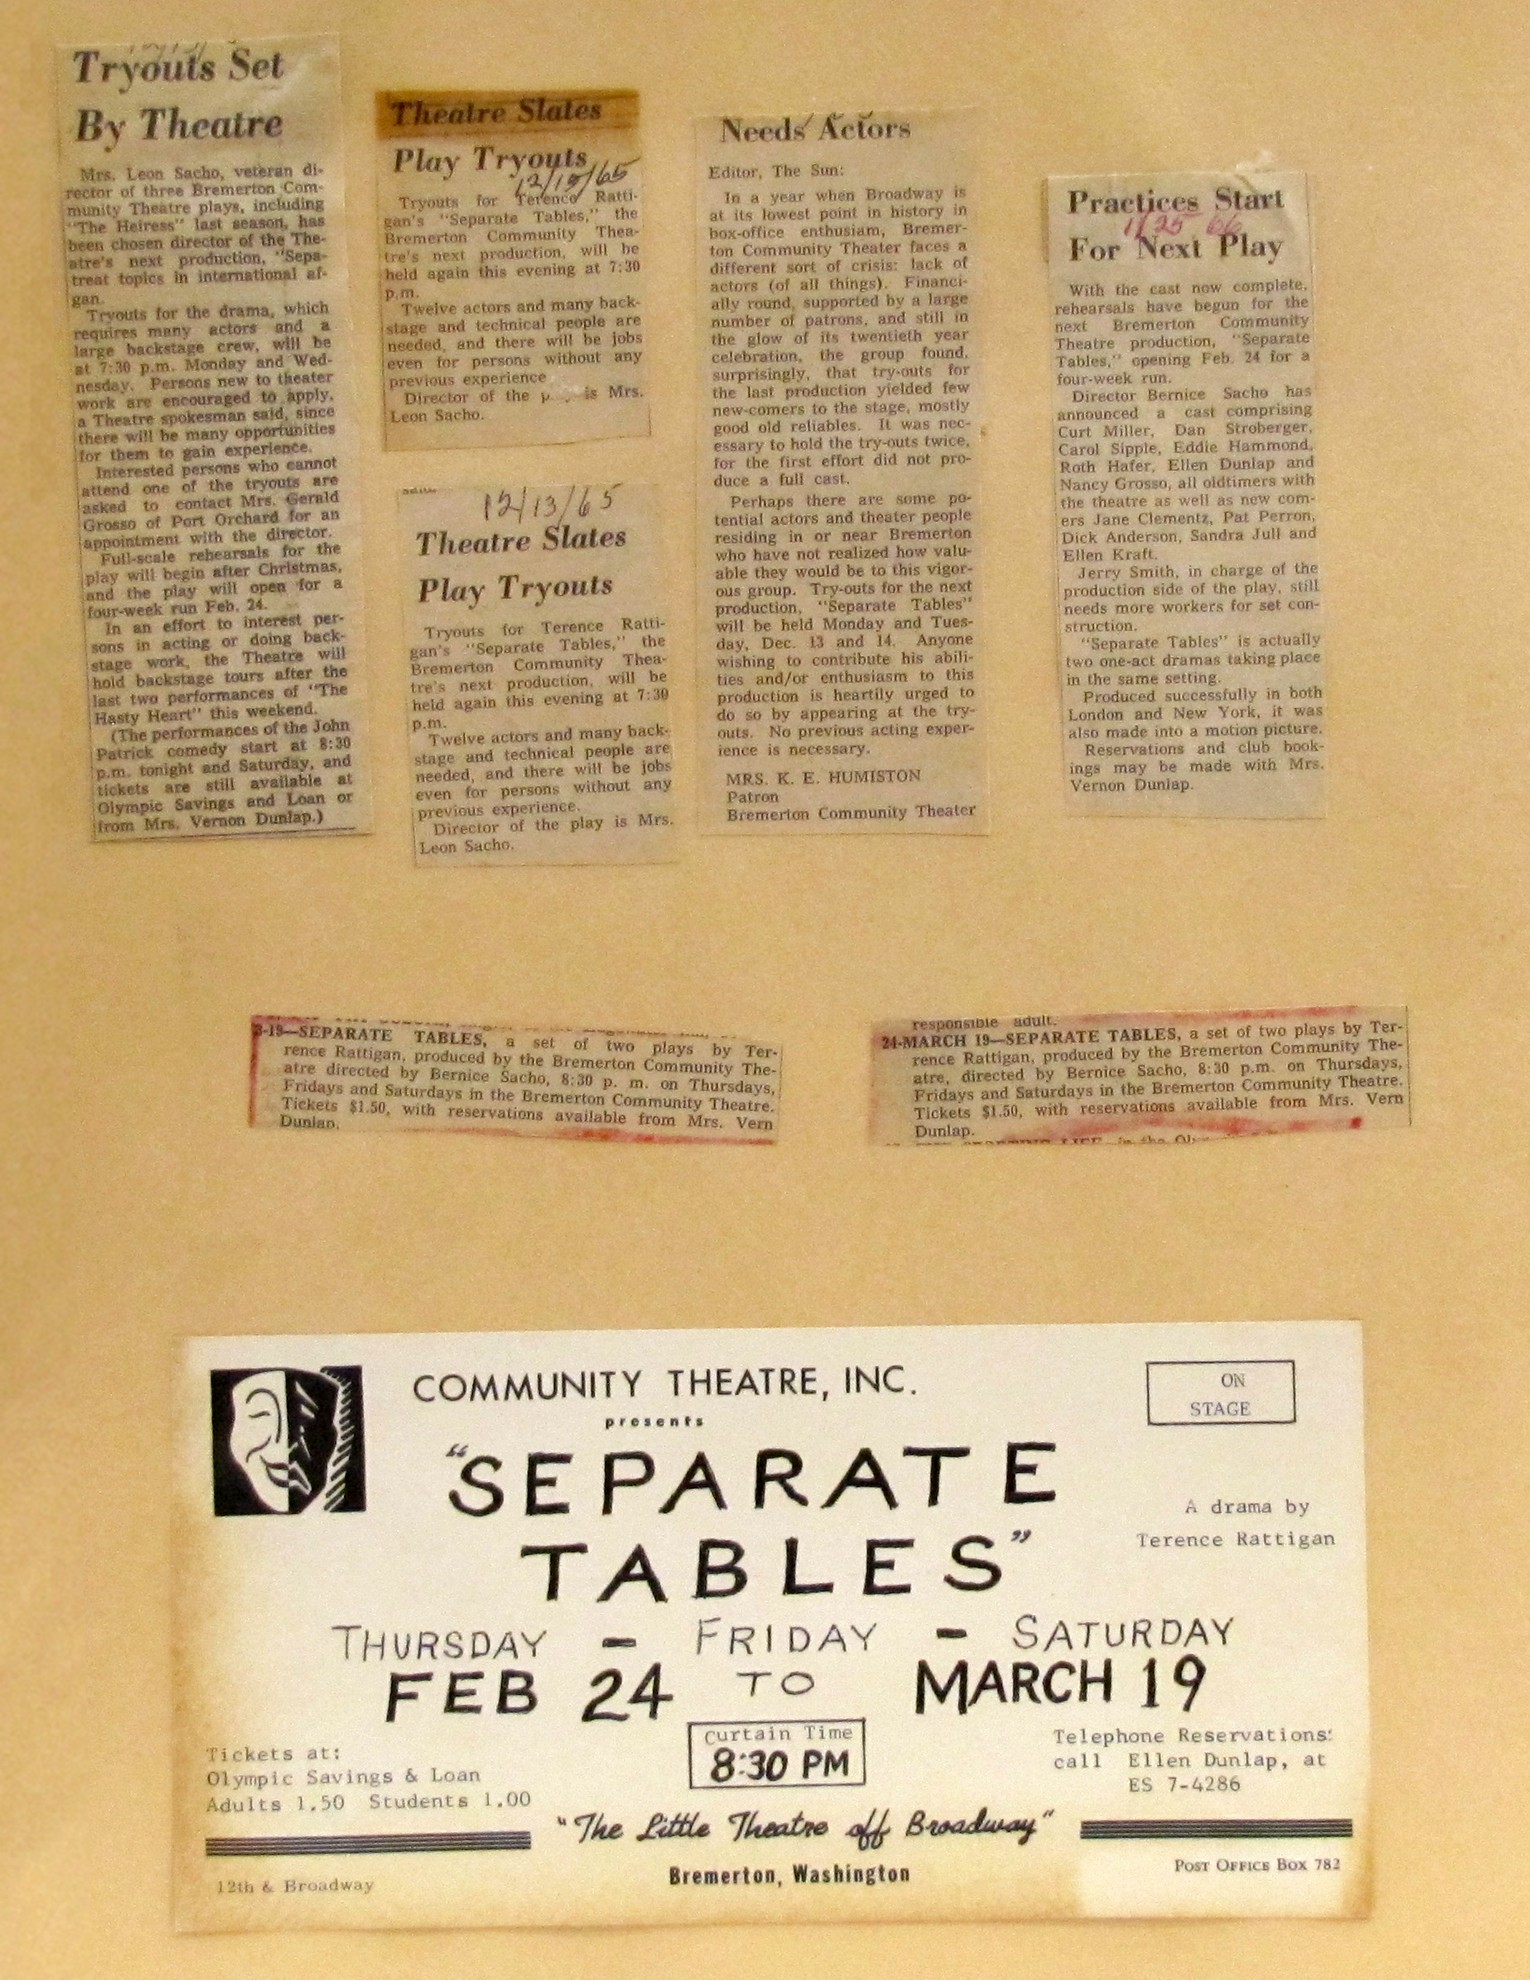 Tryouts Set
By Theatre
Mrs. Leon Sacho, veteran di-
rector of three Bremerton Com-
munity Theatre plays, including
"The Heiress" last season, has
been chosen director of the The-
atre's next production, "Sepa-
treat topics in international af-
gan.
Tryouts for the drama, which
requires many actors and a
large backstage crew, will be
at 7:30 p.m. Monday and Wed-
nesday. Persons new to theater
work are encouraged to apply,
a Theatre spokesman said, since
there will be many opportunities
for them to gain experience.
Interested persons who cannot
attend one of the tryouts are
asked to contact Mrs. Gerald
Grosso of Port Orchard for an
appointment with the director.
Full-scale rehearsals for the
play will begin after Christmas,
and the play will open for a
four-week run Feb. 24.
In an effort to interest per-
sons in acting or doing back-
stage work, the Theatre will
hold backstage tours after the
last two performances of "The
Hasty Heart" this weekend.
(The performances of the John
Patrick comedy start at 8:30
p.m. tonight and Saturday, and
tickets are still available at
Olympic Savings and Loan or
from Mrs. Vernon Dunlap.)
Theatre Slates
Play Tryouts
Tryouts for Terence Ratti-
gan's "Separate Tables," the
Bremerton Community Thea-
tre's next production, will be
held again this evening at 7:30
p.m.
Twelve actors and many back-
stage and technical people are
needed, and there will be jobs
even for persons without any
previous experience
Director of the is Mrs.
Leon Sacho.
12/13/65
Theatre Slates
Play Tryouts
Tryouts for Terence Ratti-
gan's "Separate Tables," the
Bremerton Community Thea-
tre's next production, will be
held again this evening at 7:30
p.m.
Twelve actors and many back-
stage and technical people are
needed, and there will be jobs
even for persons without any
previous experience.
Director of the play is Mrs.
Leon Sacho.
Needs Actors
Editor, The Sun:
In a year when Broadway is
at its lowest point in history in
box-office enthusiam, Bremer-
ton Community Theater faces a
different sort of crisis: lack of
actors (of all things). Financi-
ally round, supported by a large
number of patrons, and still in
the glow of its twentieth year
celebration, the group found,
surprisingly, that try-outs for
the last production yielded few
new-comers to the stage, mostly
good old reliables. It was nec-
essary to hold the try-outs twice,
for the first effort did not pro-
duce a full cast.
Perhaps there are some po-
tential actors and theater people
residing in or near Bremerton
who have not realized how valu-
able they would be to this vigor-
ous group. Try-outs for the next
production, "Separate Tables"
will be held Monday and Tues-
day, Dec. 13 and 14. Anyone
wishing to contribute his abili-
ties and/or enthusiasm to this
production is heartily urged to
do so by appearing at the try-
outs. No previous acting exper-
ience is necessary.
MRS. K. E. HUMISTON
Patron
Bremerton Community Theater
Practices Start
1/25 66
For Next Play
With the cast now complete,
rehearsals have begun for the
next Bremerton Community
Theatre production, "Separate
Tables," opening Feb. 24 for a
four-week run.
Director Bernice Sacho has
announced a cast comprising
Curt Miller, Dan Stroberger,
Carol Sipple, Eddie Hammond,
Roth Hafer, Ellen Dunlap and
Nancy Grosso, all oldtimers with
the theatre as well as new com-
ers Jane Clementz, Pat Perron,
Dick Anderson, Sandra Jull and
Ellen Kraft.
Jerry Smith, in charge of the
production side of the play, still
needs more workers for set con-
struction.
"Separate Tables" is actually
two one-act dramas taking place
in the same setting.
Produced successfully in both
London and New York, it was
also made into a motion picture.
Reservations and club book-
ings may be made with Mrs.
Vernon Dunlap.
-19—SEPARATE TABLES, a set of two plays by Ter-
rence Rattigan, produced by the Bremerton Community The-
atre directed by Bernice Sacho, 8:30 p. m. on Thursdays,
Fridays and Saturdays in the Bremerton Community Theatre.
Tickets $1.50, with reservations available from Mrs. Vern
Dunlap.
responsible adult.
24-MARCH 19—SEPARATE TABLES, a set of two plays by Ter-
rence Rattigan, produced by the Bremerton Community The-
atre, directed by Bernice Sacho, 8:30 p.m. on Thursdays,
Fridays and Saturdays in the Bremerton Community Theatre.
Tickets $1.50, with reservations available from Mrs. Vern
Dunlap.
COMMUNITY THEATRE, INC.
presents
ON
STAGE
"SEPARATE
TABLES"
A drama by
Terence Rattigan
THURSDAY - FRIDAY - SATURDAY
FEB 24 TO MARCH 19
Curtain Time
8:30 PM
Tickets at:
Olympic Savings & Loan
Adults 1.50 Students 1.00
Telephone Reservations:
call Ellen Dunlap, at
ES 7-4286
"The Little Theatre off Broadway"
12th & Broadway
Bremerton, Washington
POST OFFICE BOX 782